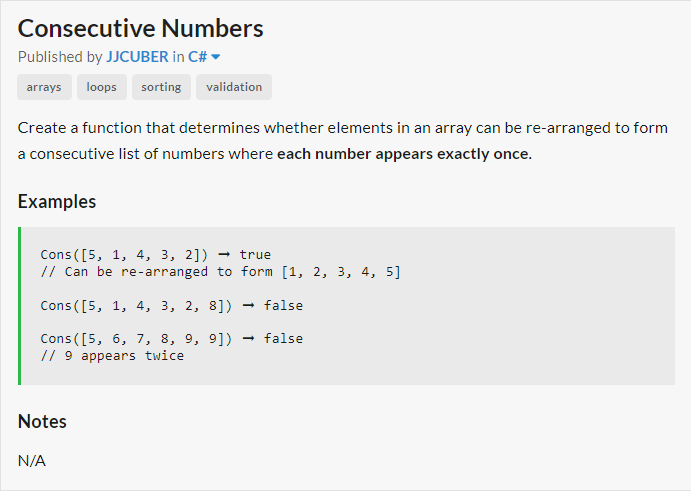 Consecutive Numbers
Published by JJCUBER in C#
arrays loops sorting validation
Create a function that determines whether elements in an array can be re-arranged to form
a consecutive list of numbers where each number appears exactly once.
Examples
Cons([5, 1, 4, 3, 2]) ➞ true
// Can be re-arranged to form [1, 2, 3, 4, 5]
Cons([5, 1, 4, 3, 2, 8]) ➞ false
Cons([5, 6, 7, 8, 9, 9]) ➞ false
// 9 appears twice
Notes
N/A